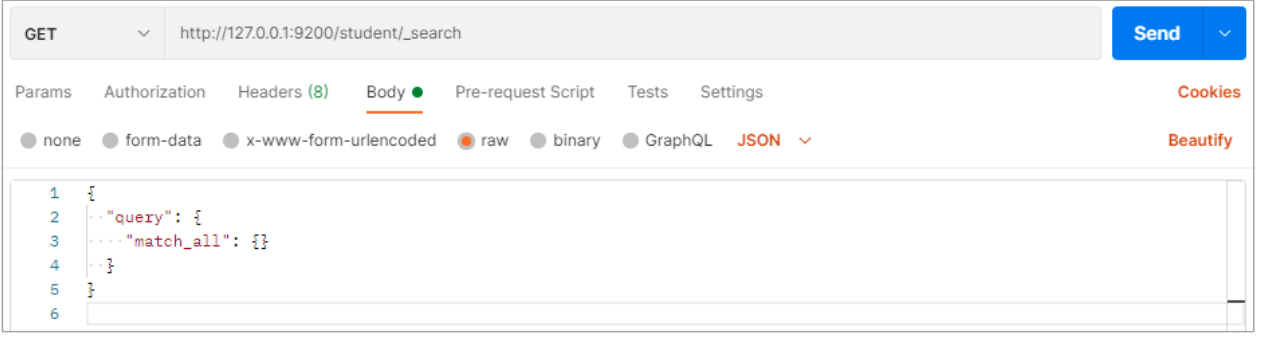 GET http://127.0.0.1:9200/student/_search Send
Params Authorization Headers (8) Body Pre-request Script Tests Settings Cookies
none form-data x-www-form-urlencoded raw binary GraphQL JSON Beautify
1 {
2 "query": {
3 "match_all": {}
4 }
5 }
6